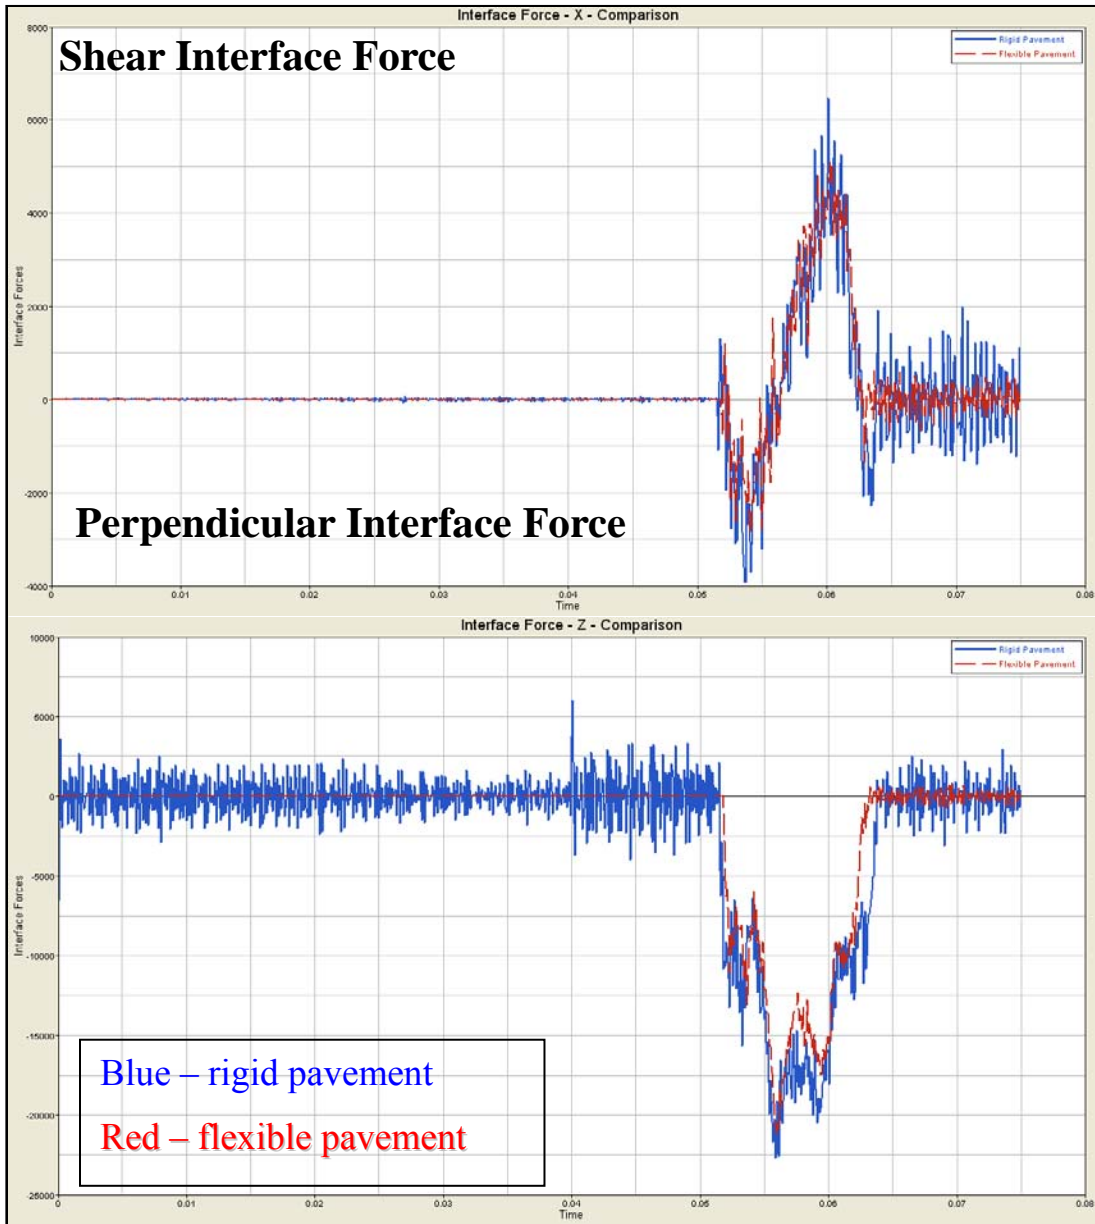 Interface Force - X - Comparison
Shear Interface Force
Rigid Pavement
Flexible Pavement
8000
6000
4000
2000
0
-2000
-4000
Interface Forces
Perpendicular Interface Force
0 0.01 0.02 0.03 0.04 0.05 0.06 0.07 0.08
Time
Interface Force - Z - Comparison
Rigid Pavement
Flexible Pavement
10000
5000
0
-5000
-10000
-15000
-20000
-25000
Interface Forces
Blue – rigid pavement
Red – flexible pavement
0 0.01 0.02 0.03 0.04 0.05 0.06 0.07 0.08
Time